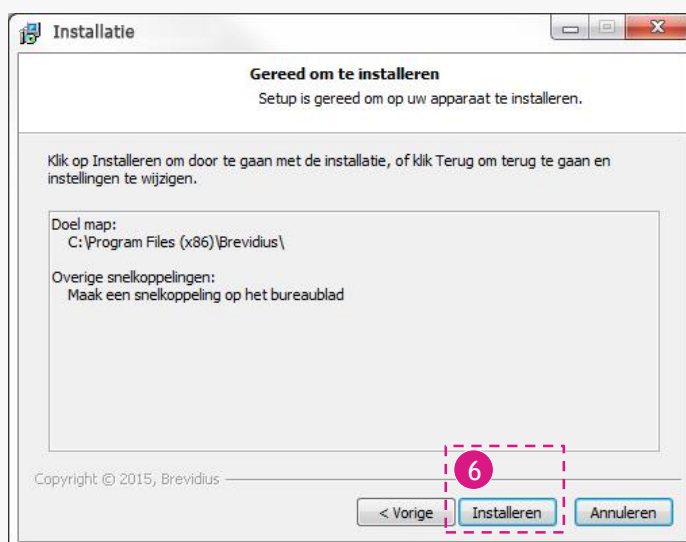 Installatie
Gereed om te installeren
Setup is gereed om op uw apparaat te installeren.
Klik op Installeren om door te gaan met de installatie, of klik Terug om terug te gaan en
instellingen te wijzigen.
Doel map:
C:\Program Files (x86)\Brevidius\
Overige snelkoppelingen:
Maak een snelkoppeling op het bureaublad
6
Copyright © 2015, Brevidius
< Vorige Installeren Annuleren